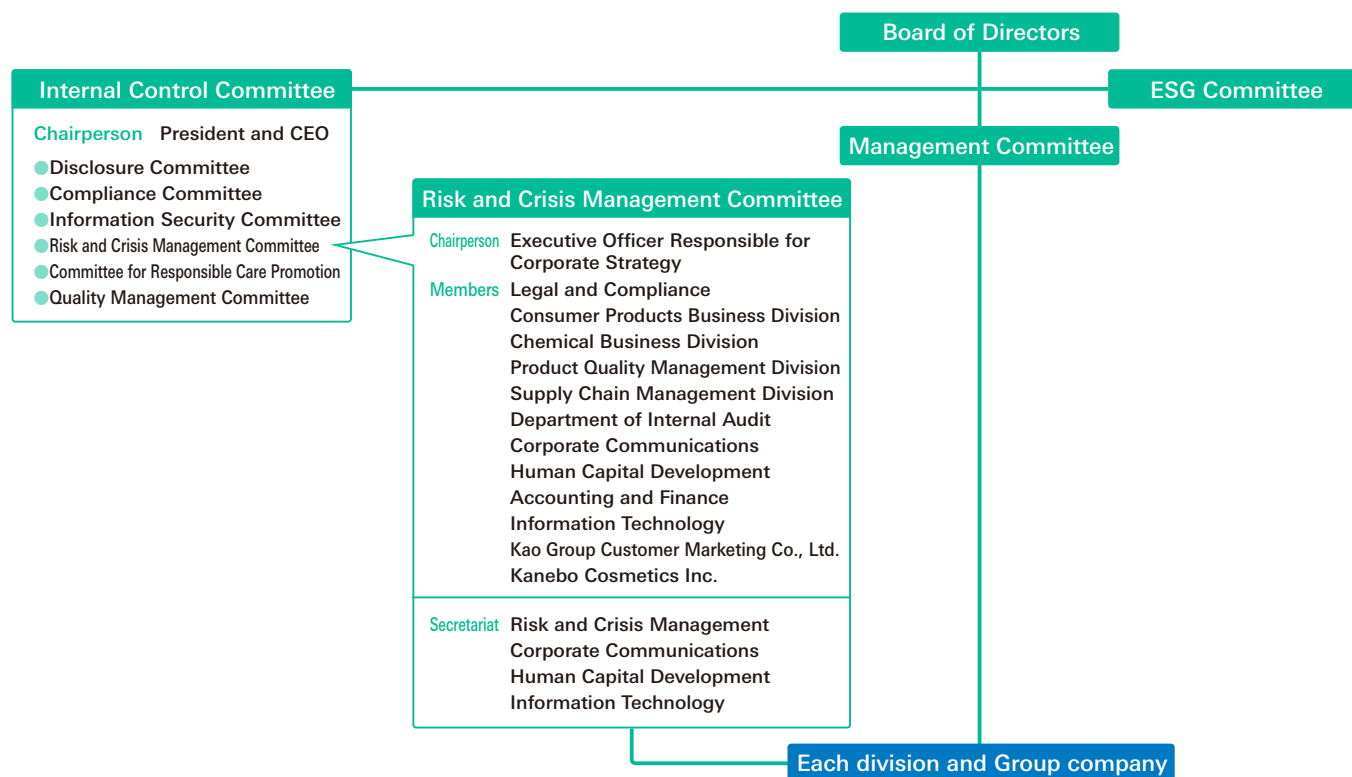 Board of Directors
Internal Control Committee
ESG Committee
Chairperson President and CEO
Management Committee
●Disclosure Committee
●Compliance Committee
●Information Security Committee
●Risk and Crisis Management Committee
●Committee for Responsible Care Promotion
●Quality Management Committee
Risk and Crisis Management Committee
Chairperson Executive Officer Responsible for
Corporate Strategy
Members Legal and Compliance
Consumer Products Business Division
Chemical Business Division
Product Quality Management Division
Supply Chain Management Division
Department of Internal Audit
Corporate Communications
Human Capital Development
Accounting and Finance
Information Technology
Kao Group Customer Marketing Co., Ltd.
Kanebo Cosmetics Inc.
Secretariat Risk and Crisis Management
Corporate Communications
Human Capital Development
Information Technology
Each division and Group company